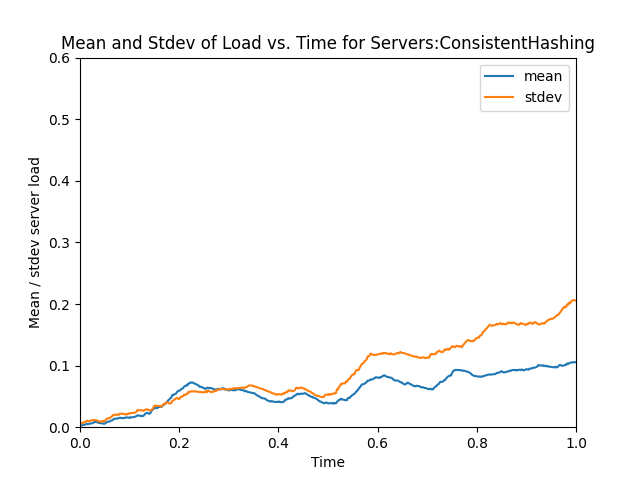 Mean and Stdev of Load vs. Time for Servers:ConsistentHashing
mean
stdev
Mean / stdev server load
0.6
0.5
0.4
0.3
0.2
0.1
0.0
0.0 0.2 0.4 0.6 0.8 1.0
Time